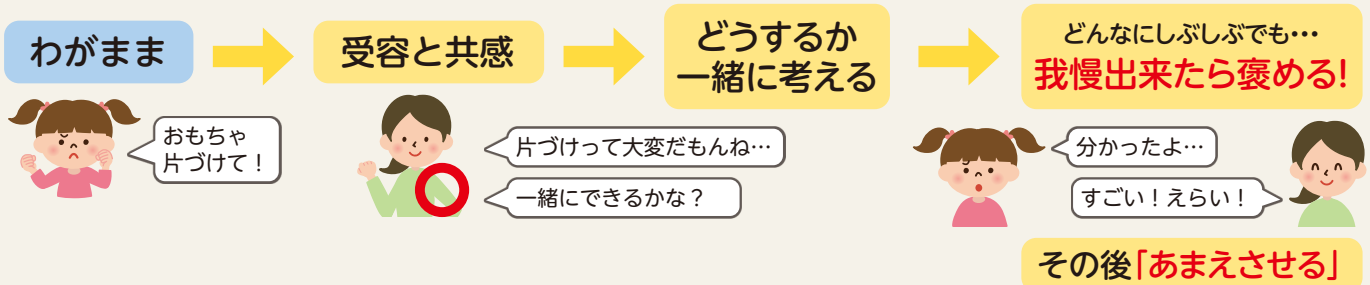 わがまま
受容と共感
どうするか
一緒に考える
どんなにしぶしぶでも…
我慢出来たら褒める!
おもちゃ
片づけて!
片づけって大変だもんね…
一緒にできるかな?
分かったよ…
すごい!えらい!
その後「あまえさせる」